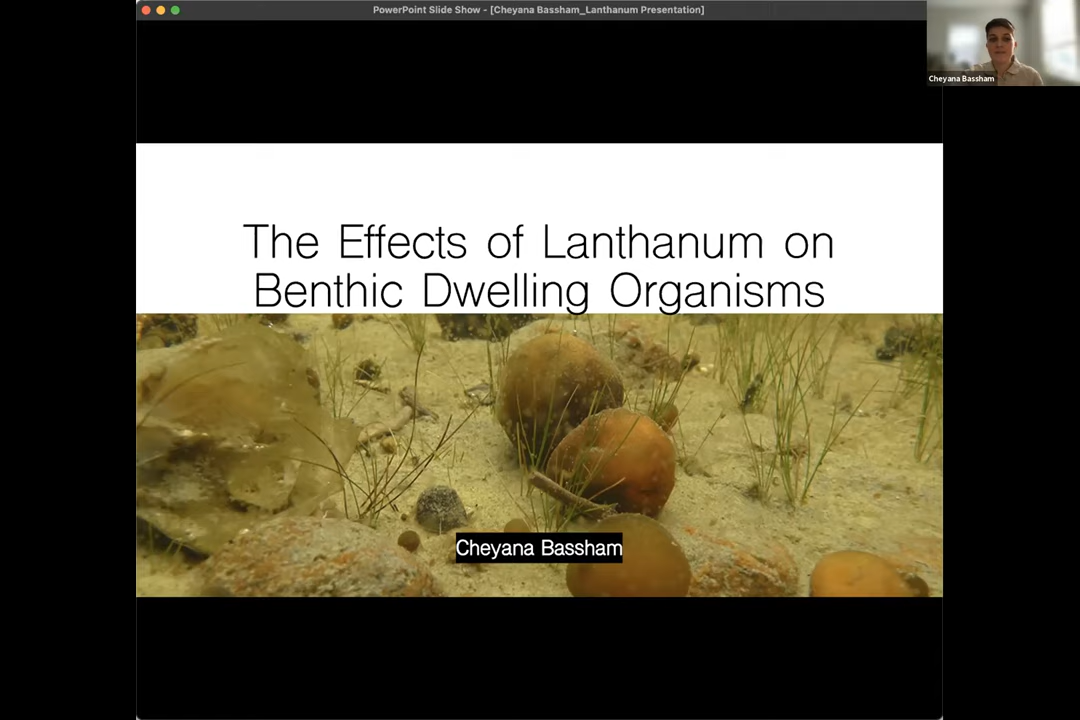 PowerPoint Slide Show - [Cheyana Bassham_Lanthanum Presentation]
Cheyana Bassham
The Effects of Lanthanum on
Benthic Dwelling Organisms
Cheyana Bassham